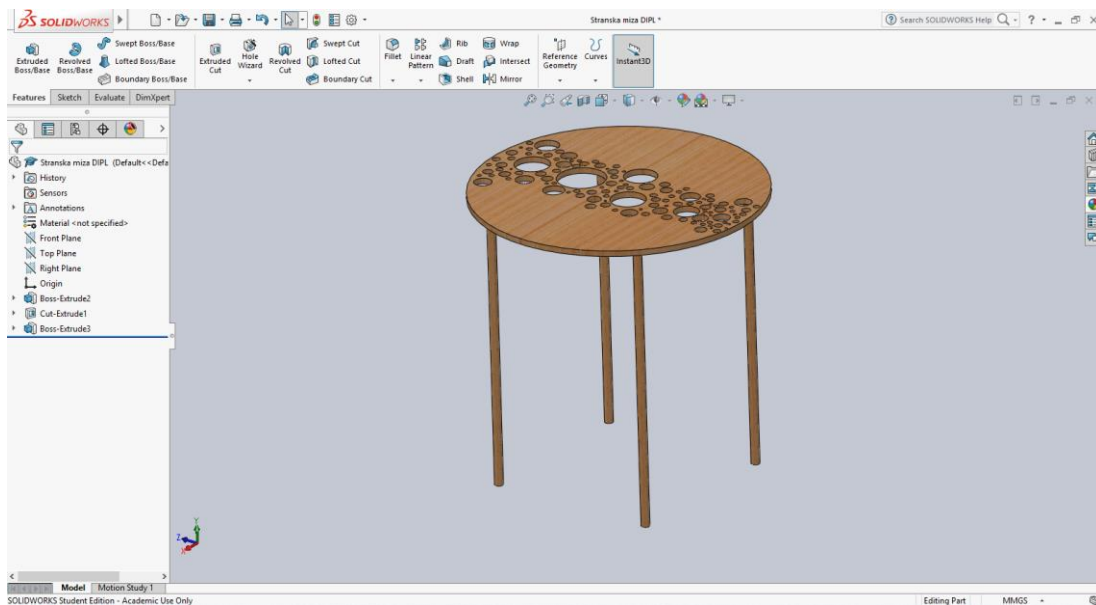 SOLIDWORKS
Stranska miza DIPL *
Search SOLIDWORKS Help
Extruded Boss/Base
Revolved Boss/Base
Swept Boss/Base
Lofted Boss/Base
Boundary Boss/Base
Extruded Cut
Hole Wizard
Revolved Cut
Swept Cut
Lofted Cut
Boundary Cut
Fillet
Linear Pattern
Rib
Draft
Shell
Wrap
Intersect
Mirror
Reference Geometry
Curves
Instant3D
Features
Sketch
Evaluate
DimXpert
Stranska miza DIPL (Default<<Defa
History
Sensors
Annotations
Material <not specified>
Front Plane
Top Plane
Right Plane
Origin
Boss-Extrude2
Cut-Extrude1
Boss-Extrude3
Y
Z
X
Model
Motion Study 1
SOLIDWORKS Student Edition - Academic Use Only
Editing Part
MMGS